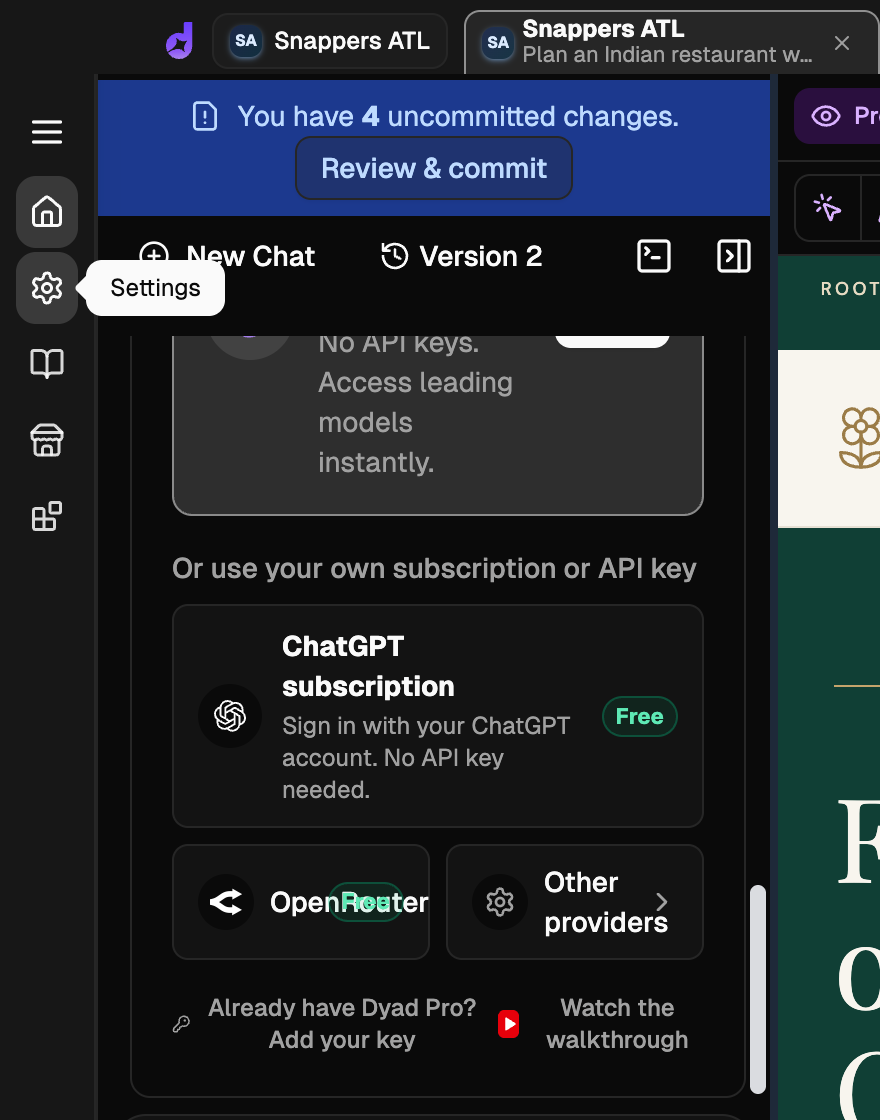 SA
Snappers ATL
SA
Snappers ATL
Plan an Indian restaurant w...
You have 4 uncommitted changes.
Review & commit
New Chat
Version 2
Settings
ROOT
No API keys.
Access leading
models
instantly.
Or use your own subscription or API key
ChatGPT
subscription
Sign in with your ChatGPT
account. No API key
needed.
Free
OpenRouter
Free
Other
providers
Already have Dyad Pro?
Add your key
Watch the
walkthrough